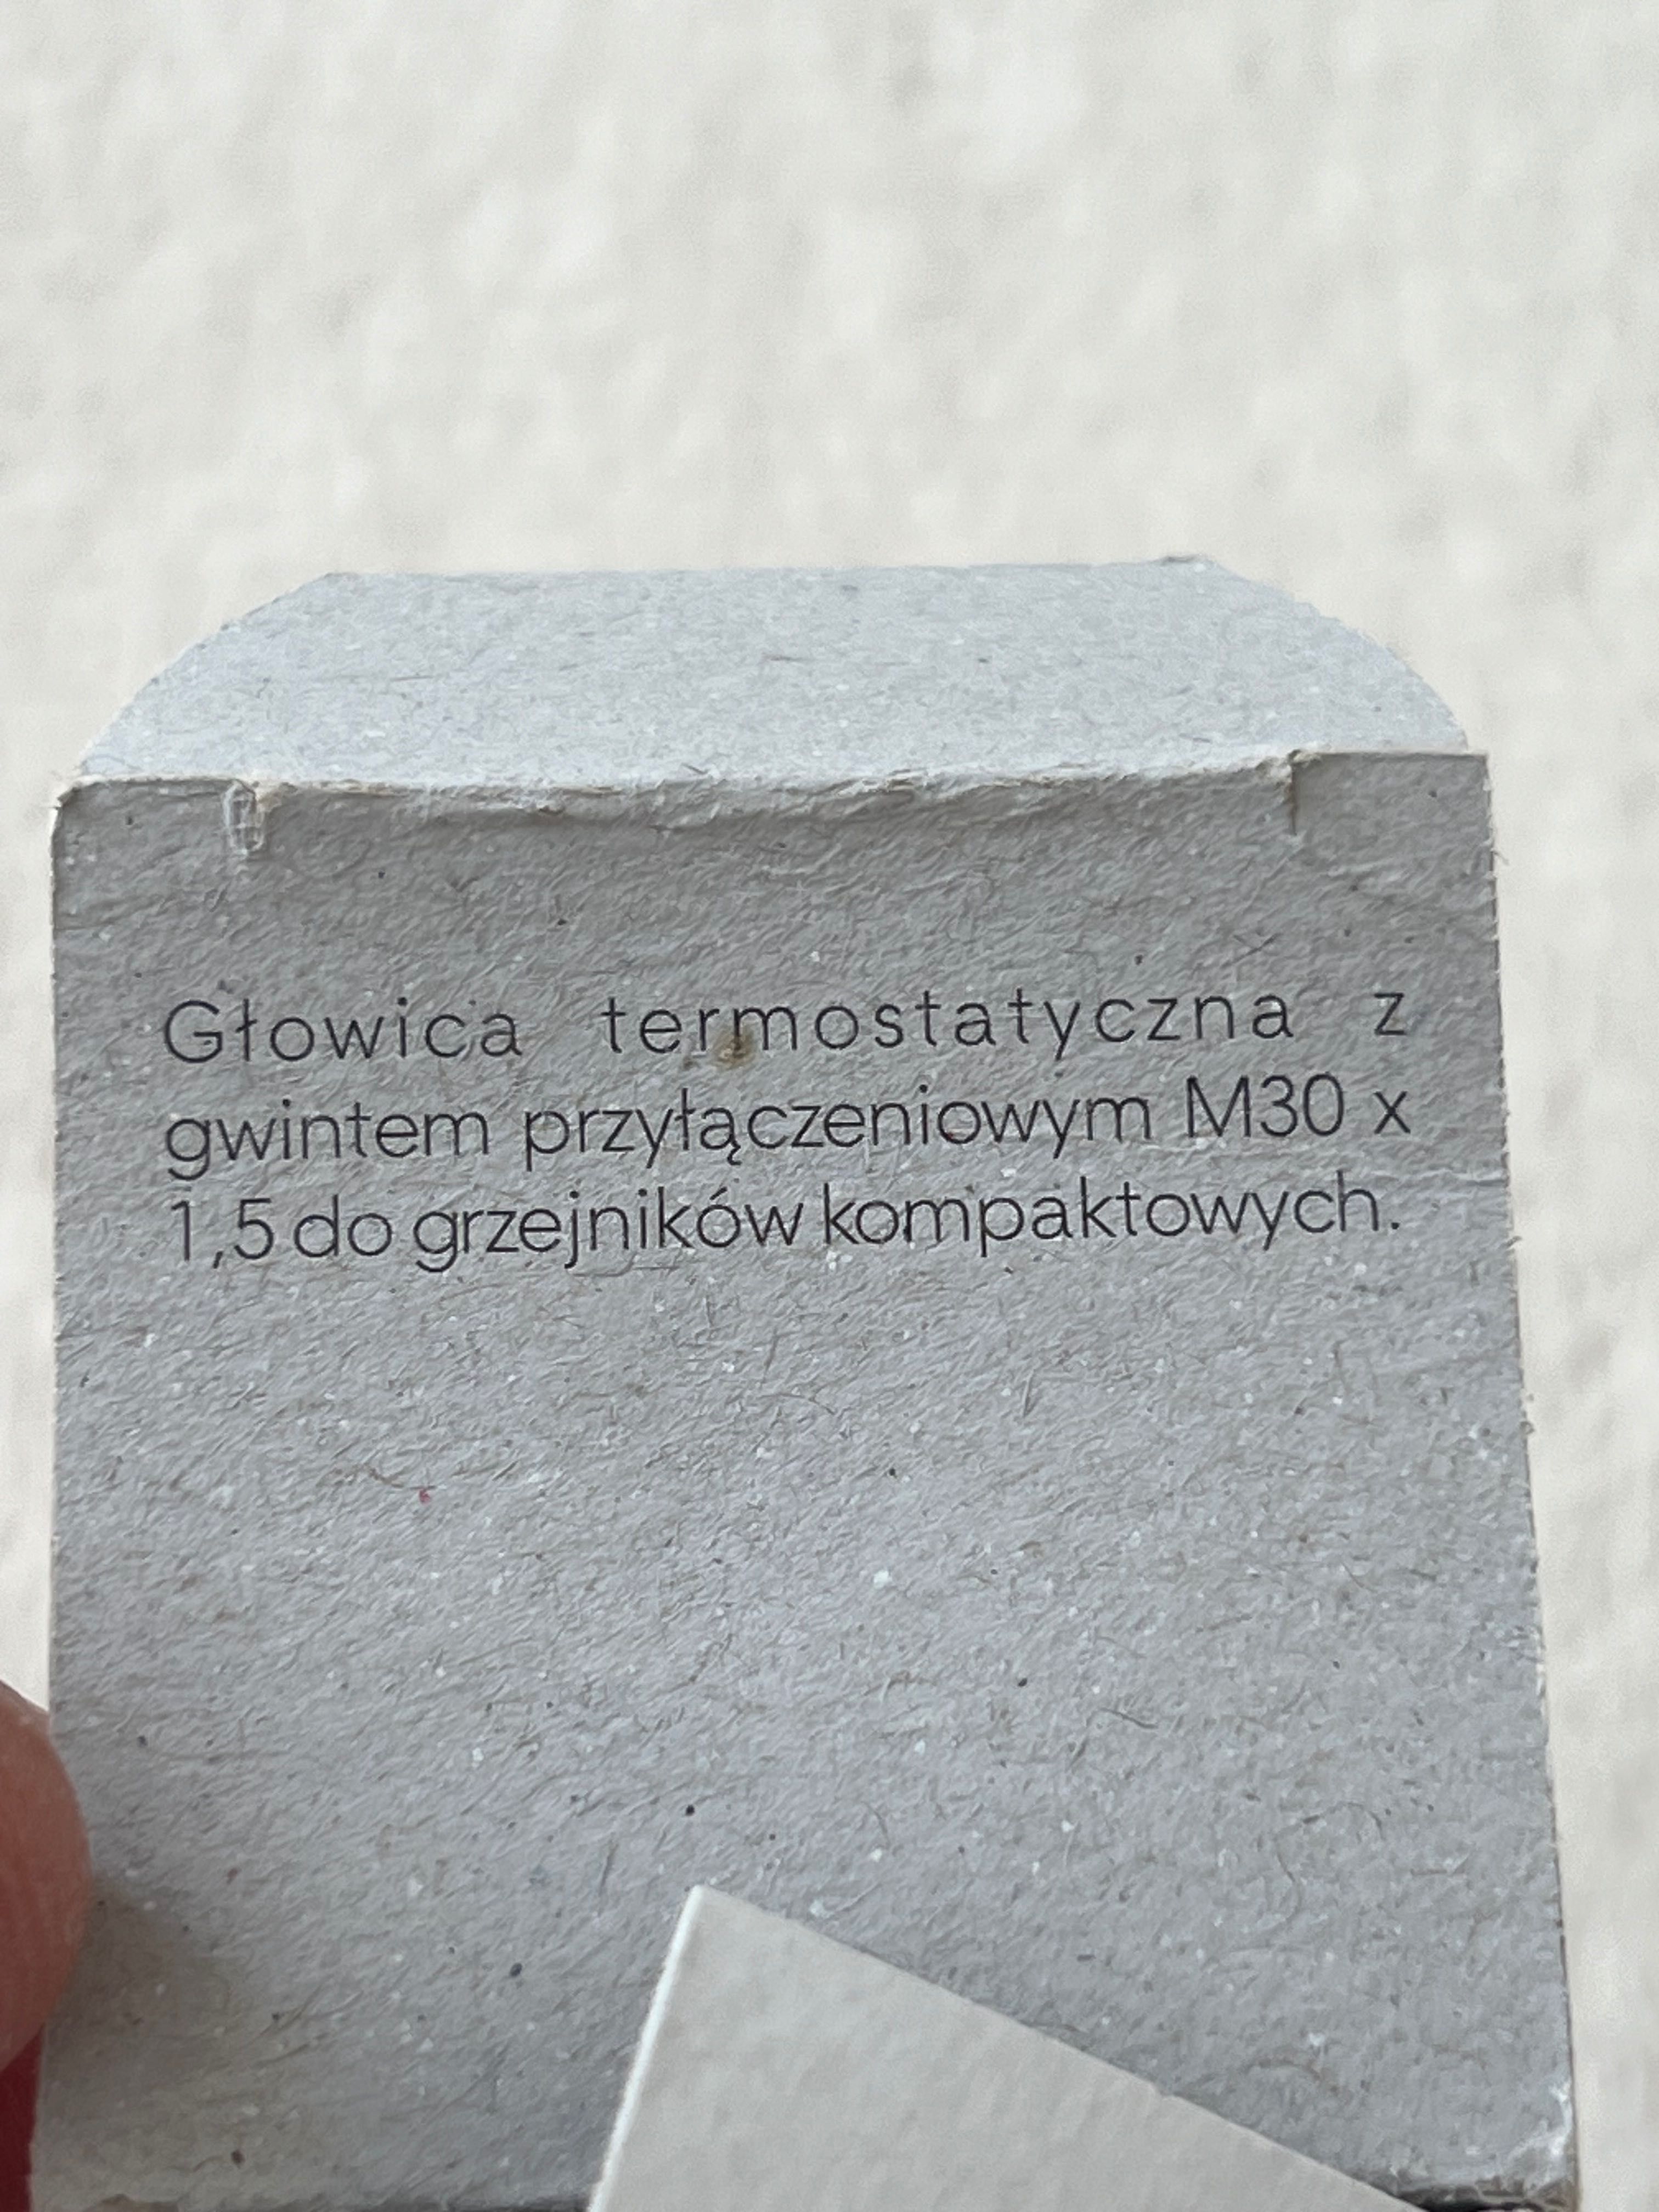 Głowica termostatyczna z
gwintem przyłączeniowym M30 x
1,5 do grzejników kompaktowych.